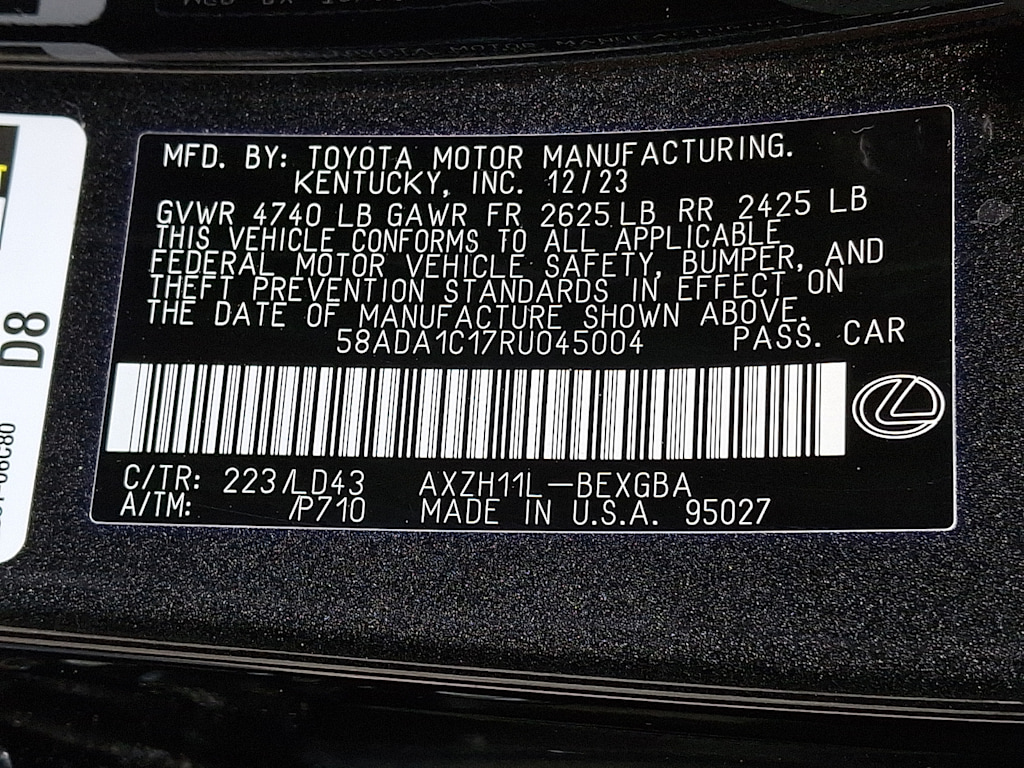 MFD. BY: TOYOTA MOTOR MANUFACTURING.
KENTUCKY, INC. 12/23
GVWR 4740 LB GAWR FR 2625 LB RR 2425 LB
THIS VEHICLE CONFORMS TO ALL APPLICABLE
FEDERAL MOTOR VEHICLE SAFETY, BUMPER, AND
THEFT PREVENTION STANDARDS IN EFFECT ON
THE DATE OF MANUFACTURE SHOWN ABOVE.
58ADA1C17RU045004 PASS. CAR
C/TR: 223/LD43 AXZH11L-BEXGBA
A/TM: /P710 MADE IN U.S.A. 95027
D8